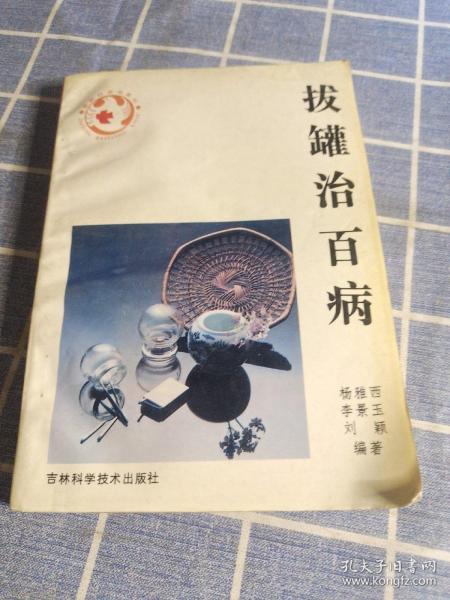 拔罐治百病
杨雅西
李景玉
刘颖
编著
吉林科学技术出版社
孔夫子旧书网
www.kongfz.com